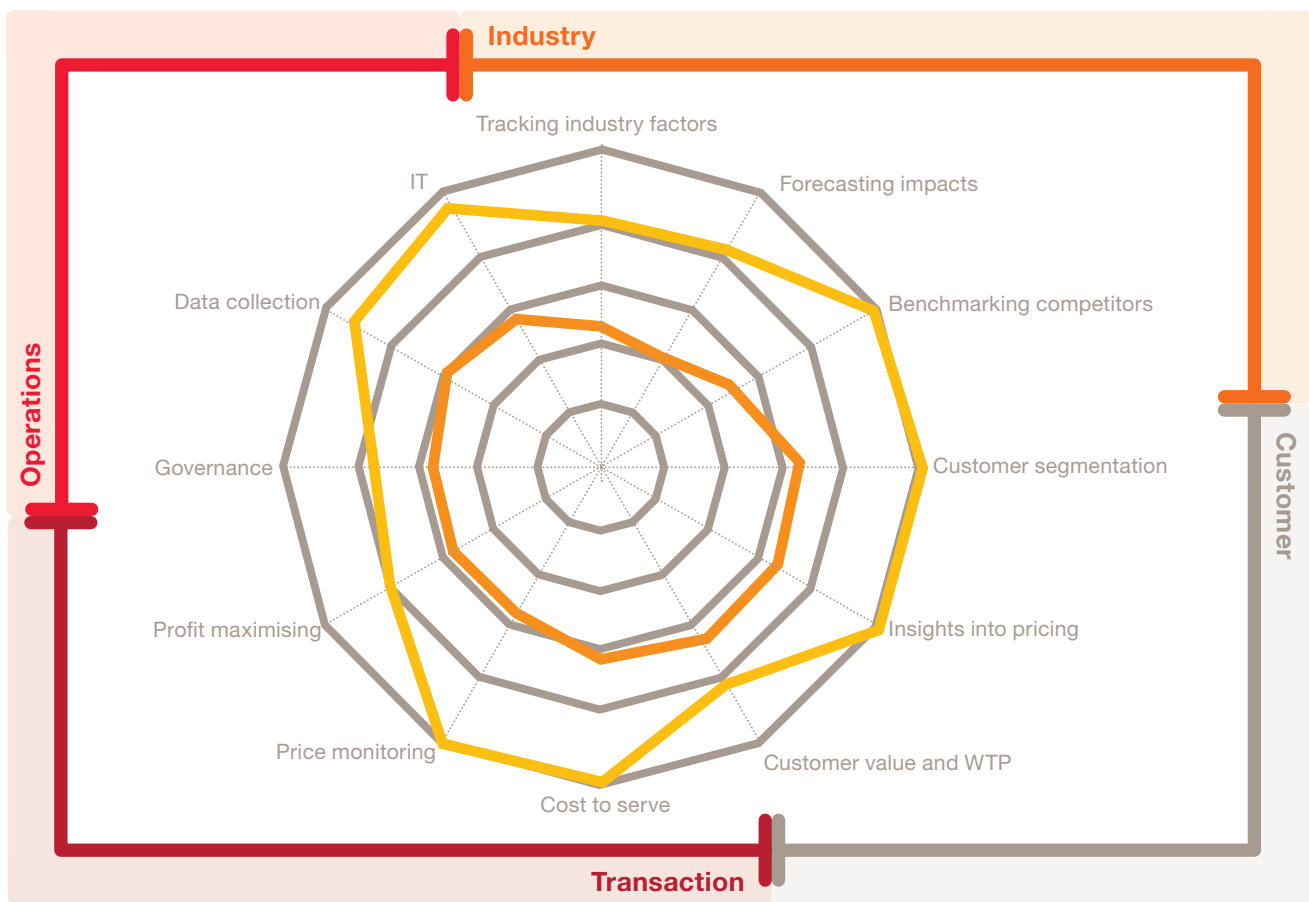 Industry
Tracking industry factors
IT
Forecasting impacts
Data collection
Benchmarking competitors
Operations
Governance
Customer segmentation
Customer
Profit maximising
Insights into pricing
Price monitoring
Customer value and WTP
Cost to serve
Transaction